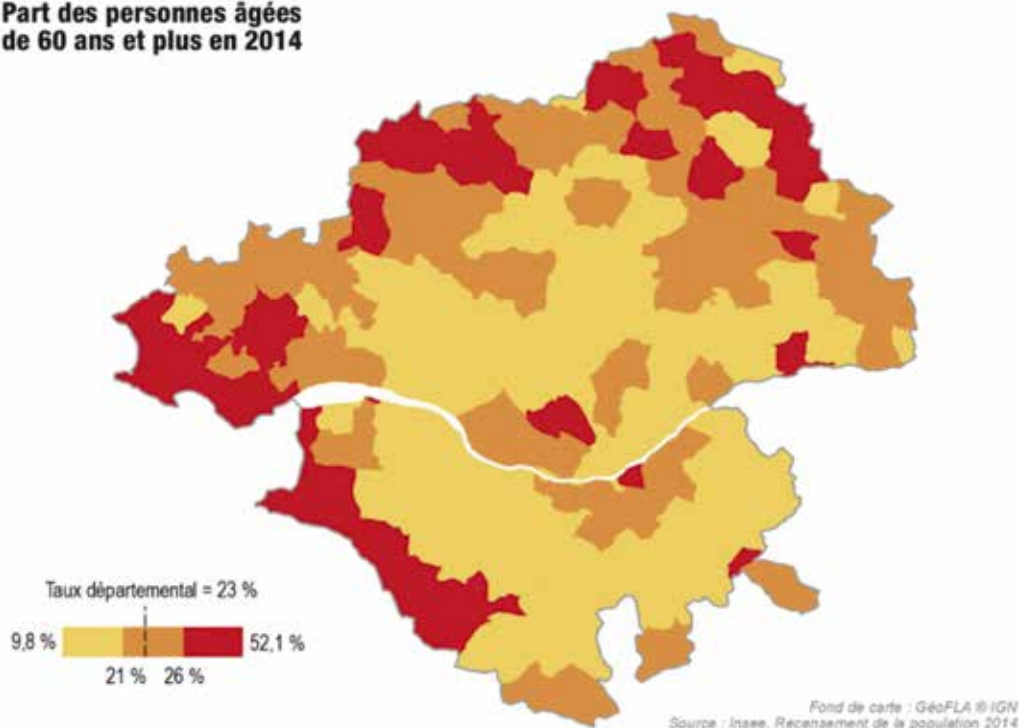 Part des personnes âgées
de 60 ans et plus en 2014
Taux départemental = 23 %
9,8 %
52,1 %
21 %
26 %
Fond de carte : GéoFLA ® IGN
Source : Insee, Recensement de la population 2014